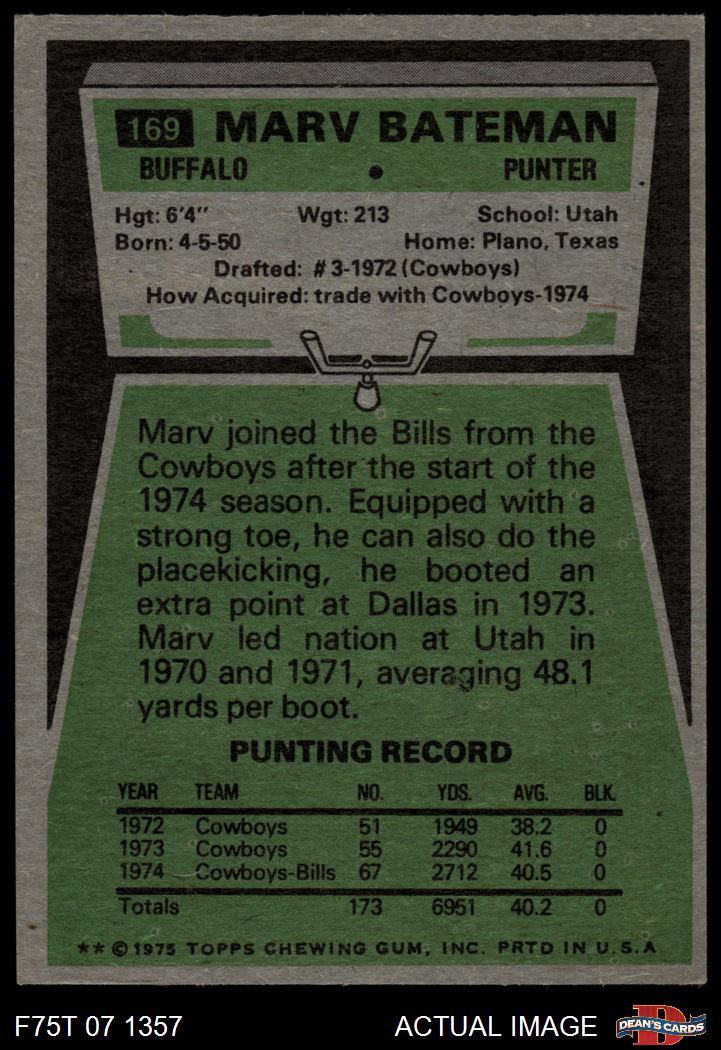 169 MARV BATEMAN
BUFFALO • PUNTER
Hgt: 6'4" Wgt: 213 School: Utah
Born: 4-5-50 Home: Plano, Texas
Drafted: #3-1972 (Cowboys)
How Acquired: trade with Cowboys-1974
Marv joined the Bills from the
Cowboys after the start of the
1974 season. Equipped with a
strong toe, he can also do the
placekicking, he booted an
extra point at Dallas in 1973.
Marv led nation at Utah in
1970 and 1971, averaging 48.1
yards per boot.
PUNTING RECORD
YEAR TEAM NO. YDS. AVG. BLK.
1972 Cowboys 51 1949 38.2 0
1973 Cowboys 55 2290 41.6 0
1974 Cowboys-Bills 67 2712 40.5 0
Totals 173 6951 40.2 0
** © 1975 TOPPS CHEWING GUM, INC. PRTD IN U.S.A.
F75T 07 1357 ACTUAL IMAGE D DEAN'S CARDS